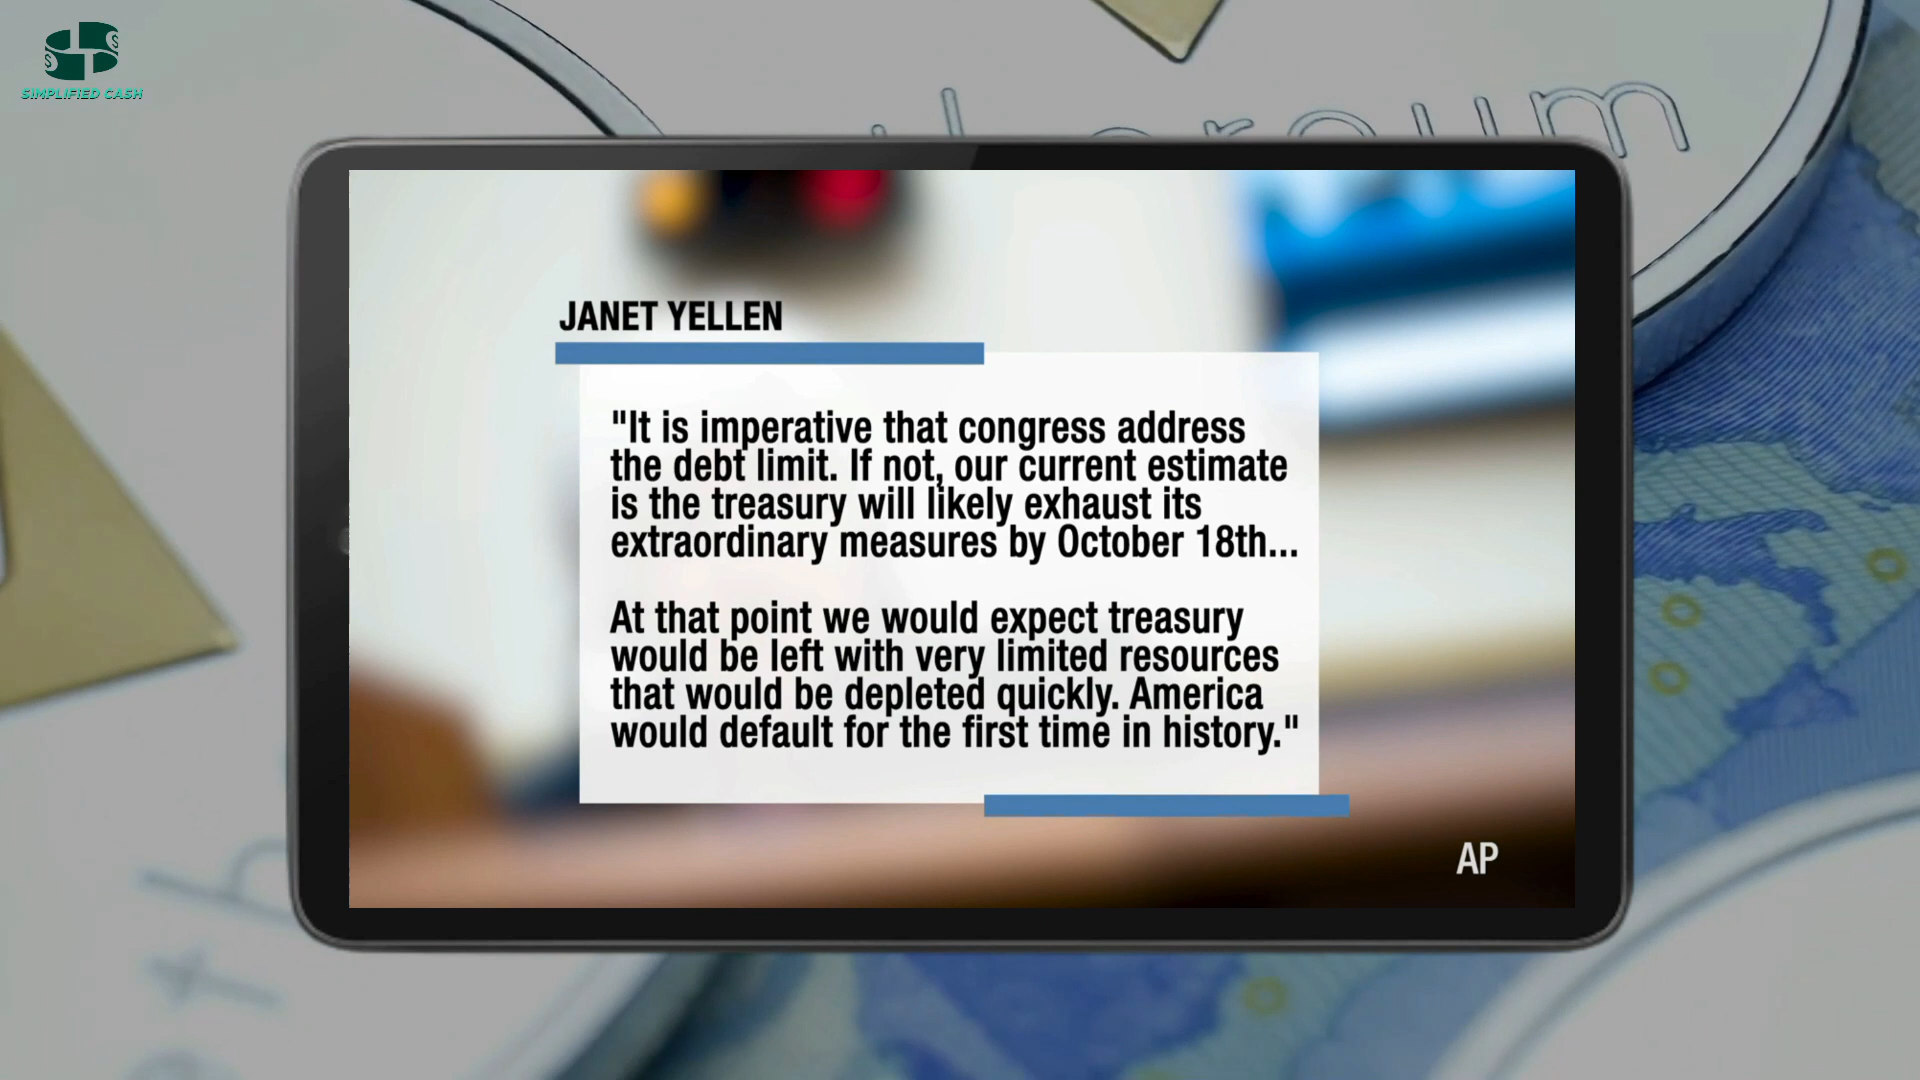 SIMPLIFIED CASH
ethereum
JANET YELLEN
"It is imperative that congress address
the debt limit. If not, our current estimate
is the treasury will likely exhaust its
extraordinary measures by October 18th...
At that point we would expect treasury
would be left with very limited resources
that would be depleted quickly. America
would default for the first time in history."
AP
eth